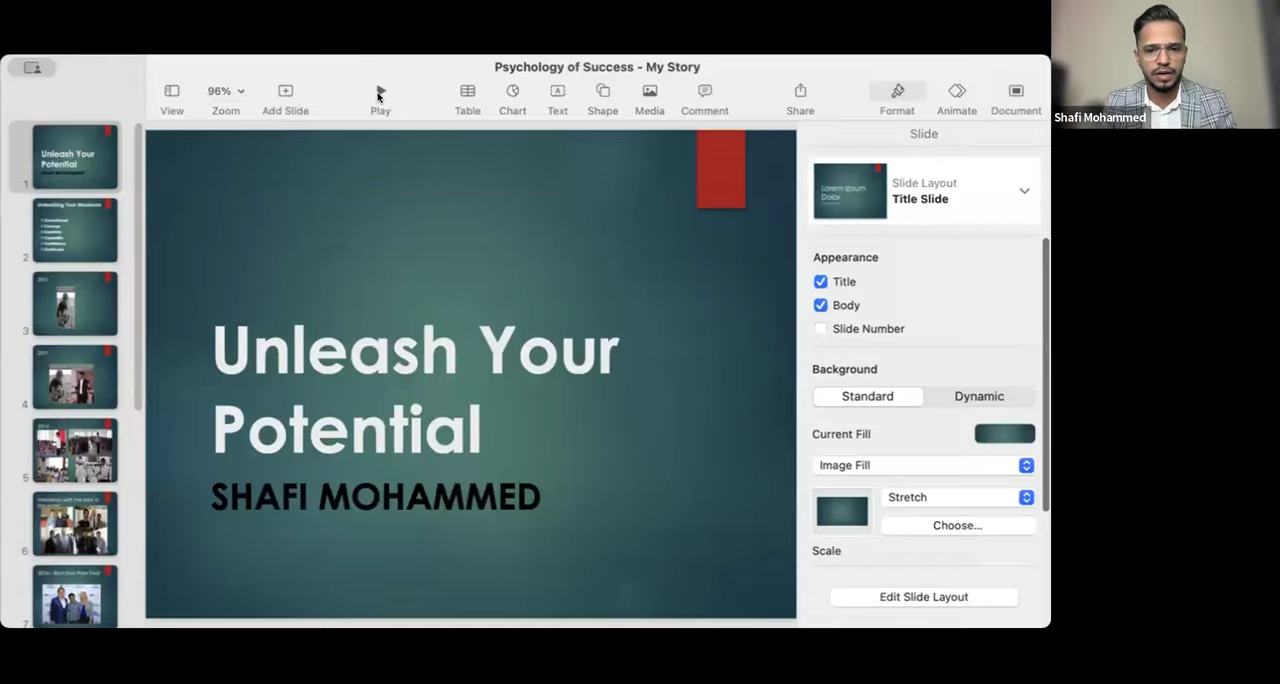 Psychology of Success - My Story
96%
View
Zoom
Add Slide
Play
Table
Chart
Text
Shape
Media
Comment
Share
Format
Animate
Document
Unleash Your
Potential
1
2
3
4
2014
5
6
7
Unleash Your
Potential
SHAFI MOHAMMED
Slide
Lorem Ipsum
Dolor
Slide Layout
Title Slide
Appearance
Title
Body
Slide Number
Background
Standard
Dynamic
Current Fill
Image Fill
Stretch
Choose...
Scale
Edit Slide Layout
Shafi Mohammed